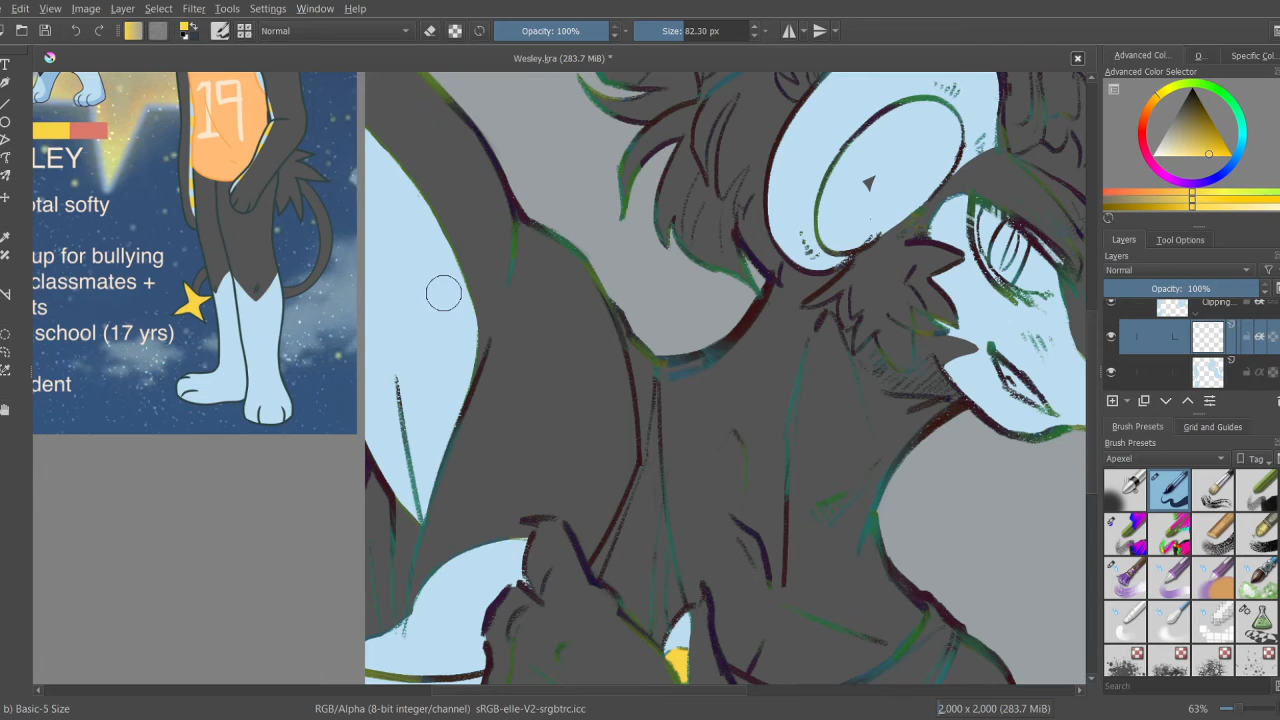 Edit View Image Layer Select Filter Tools Settings Window Help
Normal Opacity: 100% Size: 82.30 px
Wesley.kra (283.7 MiB) *
Advanced Col... O... Specific Col
Advanced Color Selector
19
LEY
otal softy
up for bullying
classmates +
ts
school (17 yrs)
dent
Layers Tool Options
Layers
Normal
Opacity: 100%
Clipping...
Brush Presets Grid and Guides
Brush Presets
Apexel Tag
Search
b) Basic-5 Size RGB/Alpha (8-bit integer/channel) sRGB-elle-V2-srgbtrc.icc 2,000 x 2,000 (283.7 MiB) 63%